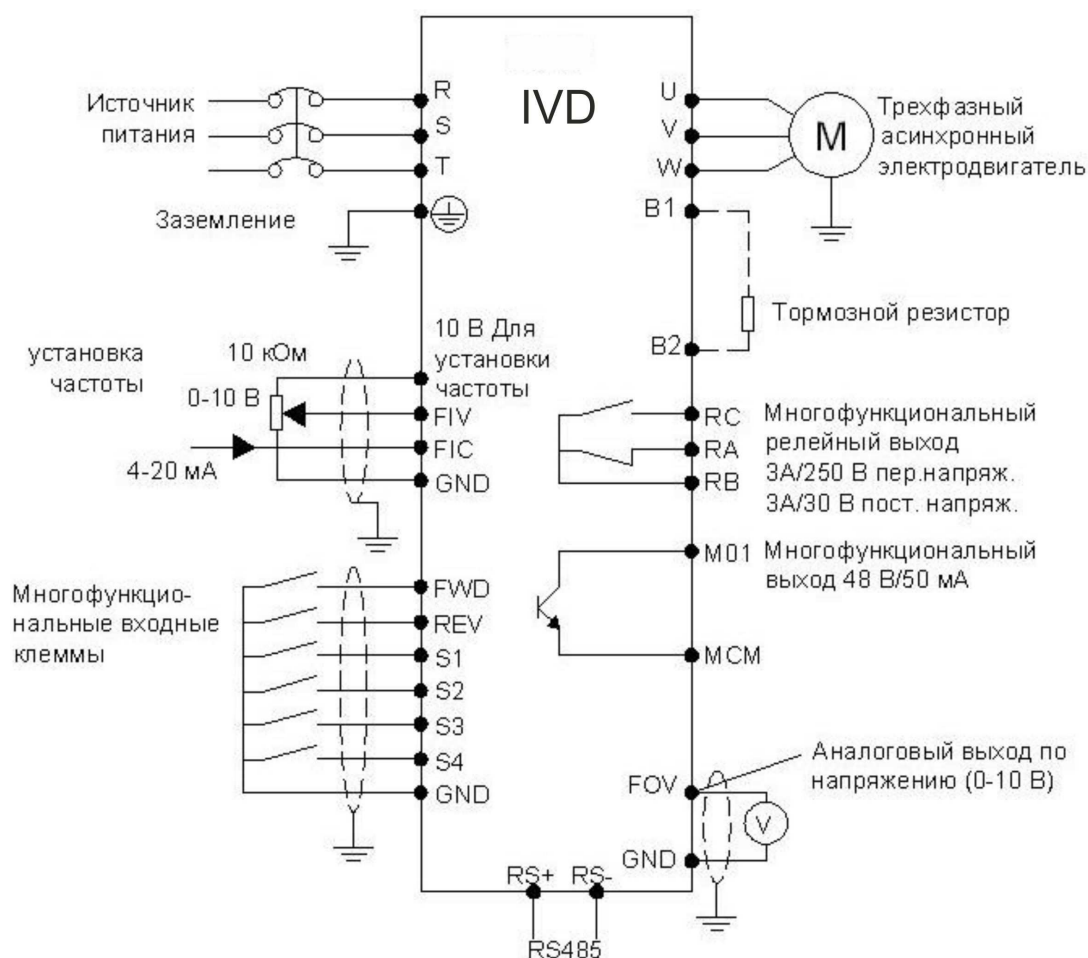 IVD
Источник
питания
R
S
T
Заземление
U
V
W
M
Трехфазный
асинхронный
электродвигатель
B1
B2
Тормозной резистор
установка
частоты
10 кОм
0-10 В
4-20 мА
10 В Для
установки
частоты
FIV
FIC
GND
RC
RA
RB
Многофункциональный
релейный выход
3А/250 В пер.напряж.
3А/30 В пост. напряж.
M01
Многофункциональный
выход 48 В/50 мА
MCM
Многофункцио-
нальные входные
клеммы
FWD
REV
S1
S2
S3
S4
GND
Аналоговый выход по
напряжению (0-10 В)
FOV
V
GND
RS+ RS-
RS485